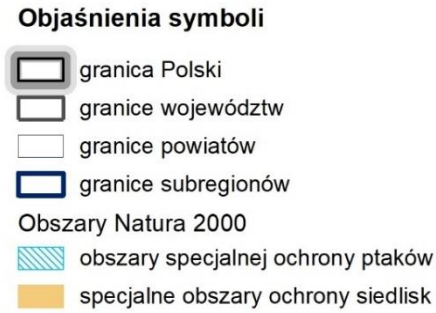 Objaśnienia symboli
granica Polski
granice województw
granice powiatów
granice subregionów
Obszary Natura 2000
obszary specjalnej ochrony ptaków
specjalne obszary ochrony siedlisk